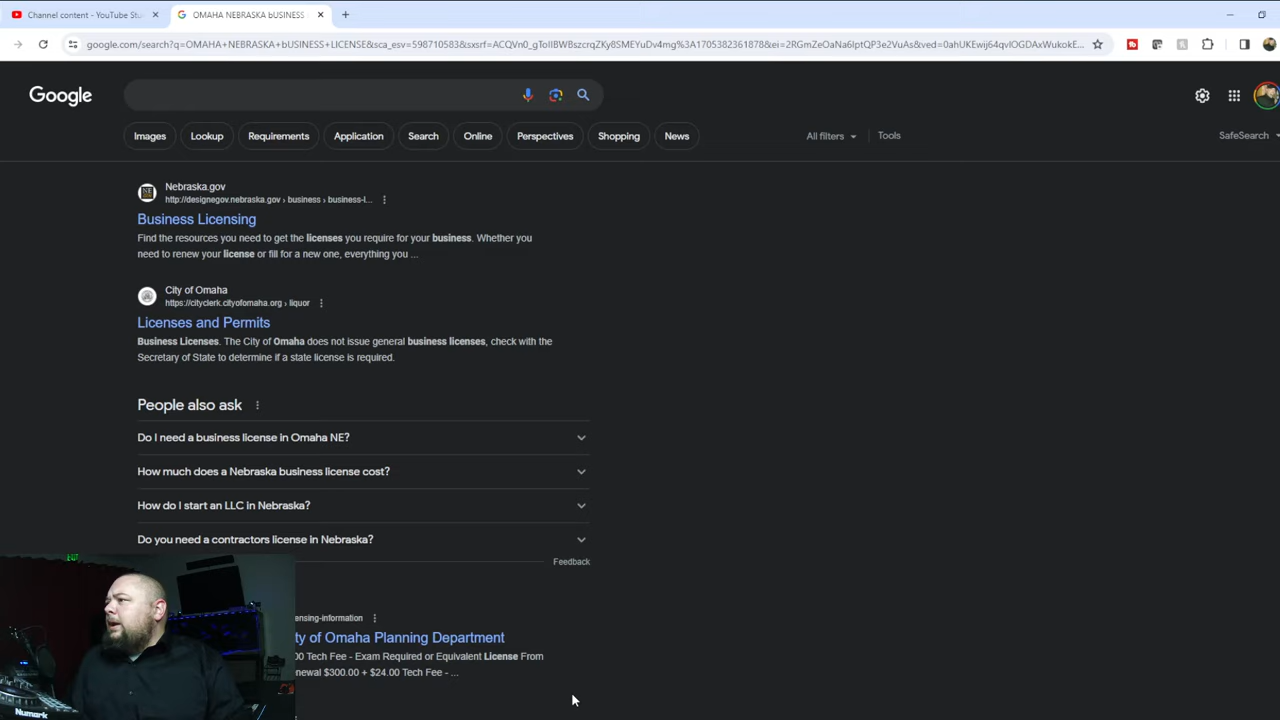 Channel content - YouTube Stu
OMAHA NEBRASKA bUSINESS
google.com/search?q=OMAHA+NEBRASKA+bUSINESS+LICENSE&sca_esv=598710583&sxsrf=
Google
Images
Lookup
Requirements
Application
Search
Online
Perspectives
Shopping
News
All filters
Tools
SafeSearch
Nebraska.gov
http://designegov.nebraska.gov › business › business-l...
Business Licensing
Find the resources you need to get the licenses you require for your business. Whether you
need to renew your license or fill for a new one, everything you ...
City of Omaha
https://cityclerk.cityofomaha.org › liquor
Licenses and Permits
Business Licenses. The City of Omaha does not issue general business licenses, check with the
Secretary of State to determine if a state license is required.
People also ask
Do I need a business license in Omaha NE?
How much does a Nebraska business license cost?
How do I start an LLC in Nebraska?
Do you need a contractors license in Nebraska?
Feedback
ensing-information
ty of Omaha Planning Department
00 Tech Fee - Exam Required or Equivalent License From
newal $300.00 + $24.00 Tech Fee - ...
Numark